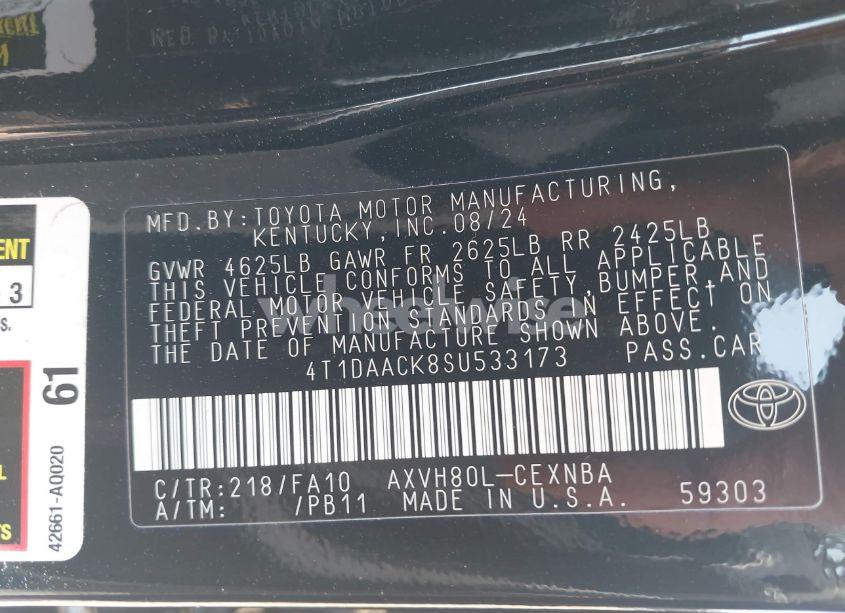 MFD.BY:TOYOTA MOTOR MANUFACTURING,
KENTUCKY,INC.08/24
GVWR 4625LB GAWR FR 2625LB RR 2425LB
THIS VEHICLE CONFORMS TO ALL APPLICABLE
FEDERAL MOTOR VEHICLE SAFETY,BUMPER,AND
THEFT PREVENTION STANDARDS IN EFFECT ON
THE DATE OF MANUFACTURE SHOWN ABOVE.
4T1DAACK8SU533173 PASS.CAR
C/TR:218/FA10 AXVH80L-CEXNBA
A/TM: /PB11 MADE IN U.S.A. 59303
wheelwise
3
61
42661-A0020